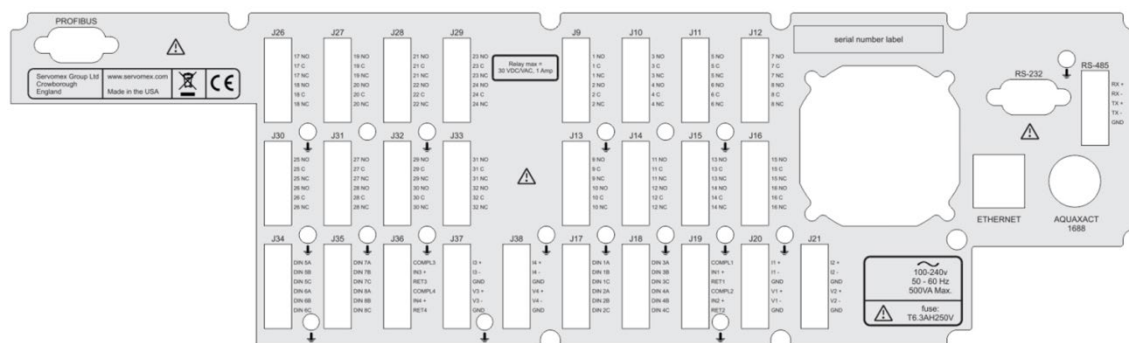 PROFIBUS
Servomex Group Ltd
Crowborough
England
www.servomex.com
Made in the USA
CE
J26
17 NO
17 C
17 NC
18 NO
18 C
18 NC
J27
19 NO
19 C
19 NC
20 NO
20 C
20 NC
J28
21 NO
21 C
21 NC
22 NO
22 C
22 NC
J29
23 NO
23 C
23 NC
24 NO
24 C
24 NC
Relay max =
30 VDC/VAC, 1 Amp
J9
1 NO
1 C
1 NC
2 NO
2 C
2 NC
J10
3 NO
3 C
3 NC
4 NO
4 C
4 NC
J11
5 NO
5 C
5 NC
6 NO
6 C
6 NC
J12
7 NO
7 C
7 NC
8 NO
8 C
8 NC
serial number label
RS-232
RS-485
RX +
RX -
TX +
TX -
GND
J30
25 NO
25 C
25 NC
26 NO
26 C
26 NC
J31
27 NO
27 C
27 NC
28 NO
28 C
28 NC
J32
29 NO
29 C
29 NC
30 NO
30 C
30 NC
J33
31 NO
31 C
31 NC
32 NO
32 C
32 NC
J13
9 NO
9 C
9 NC
10 NO
10 C
10 NC
J14
11 NO
11 C
11 NC
12 NO
12 C
12 NC
J15
13 NO
13 C
13 NC
14 NO
14 C
14 NC
J16
15 NO
15 C
15 NC
16 NO
16 C
16 NC
ETHERNET
AQUAXACT
1688
J34
DIN 5A
DIN 5B
DIN 5C
DIN 6A
DIN 6B
DIN 6C
J35
DIN 7A
DIN 7B
DIN 7C
DIN 8A
DIN 8B
DIN 8C
J36
COMPL3
IN3 +
RET3
COMPL4
IN4 +
RET4
J37
I3 +
I3 -
GND
V3 +
V3 -
GND
J38
I4 +
I4 -
GND
V4 +
V4 -
GND
J17
DIN 1A
DIN 1B
DIN 1C
DIN 2A
DIN 2B
DIN 2C
J18
DIN 3A
DIN 3B
DIN 3C
DIN 4A
DIN 4B
DIN 4C
J19
COMPL1
IN1 +
RET1
COMPL2
IN2 +
RET2
J20
I1 +
I1 -
GND
V1 +
V1 -
GND
J21
I2 +
I2 -
GND
V2 +
V2 -
GND
100-240v
50 - 60 Hz
500VA Max.
fuse:
T6.3AH250V